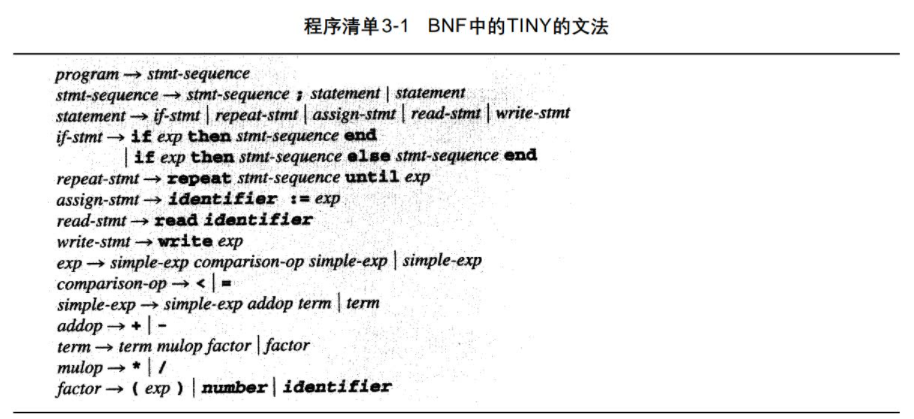 程序清单3-1 BNF中的TINY的文法
program → stmt-sequence
stmt-sequence → stmt-sequence ; statement | statement
statement → if-stmt | repeat-stmt | assign-stmt | read-stmt | write-stmt
if-stmt → if exp then stmt-sequence end
| if exp then stmt-sequence else stmt-sequence end
repeat-stmt → repeat stmt-sequence until exp
assign-stmt → identifier := exp
read-stmt → read identifier
write-stmt → write exp
exp → simple-exp comparison-op simple-exp | simple-exp
comparison-op → < | =
simple-exp → simple-exp addop term | term
addop → + | -
term → term mulop factor | factor
mulop → * | /
factor → ( exp ) | number | identifier